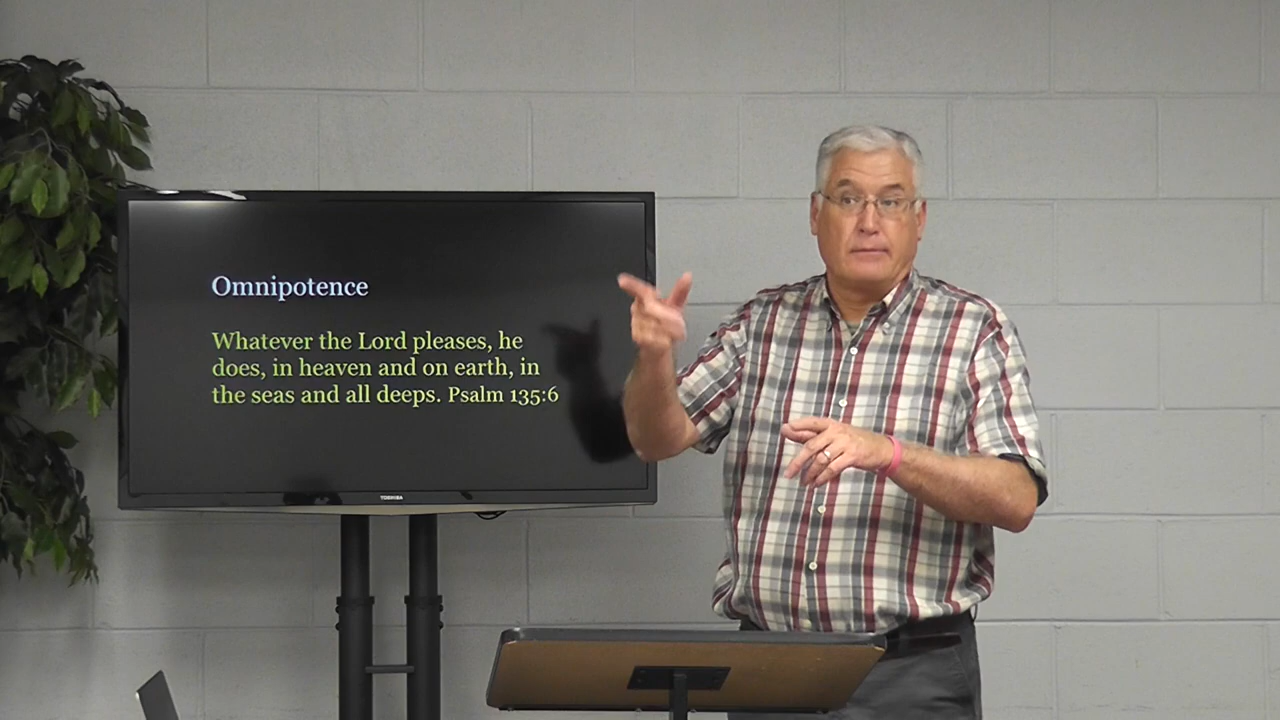 Omnipotence
Whatever the Lord pleases, he
does, in heaven and on earth, in
the seas and all deeps. Psalm 135:6
TOSHIBA